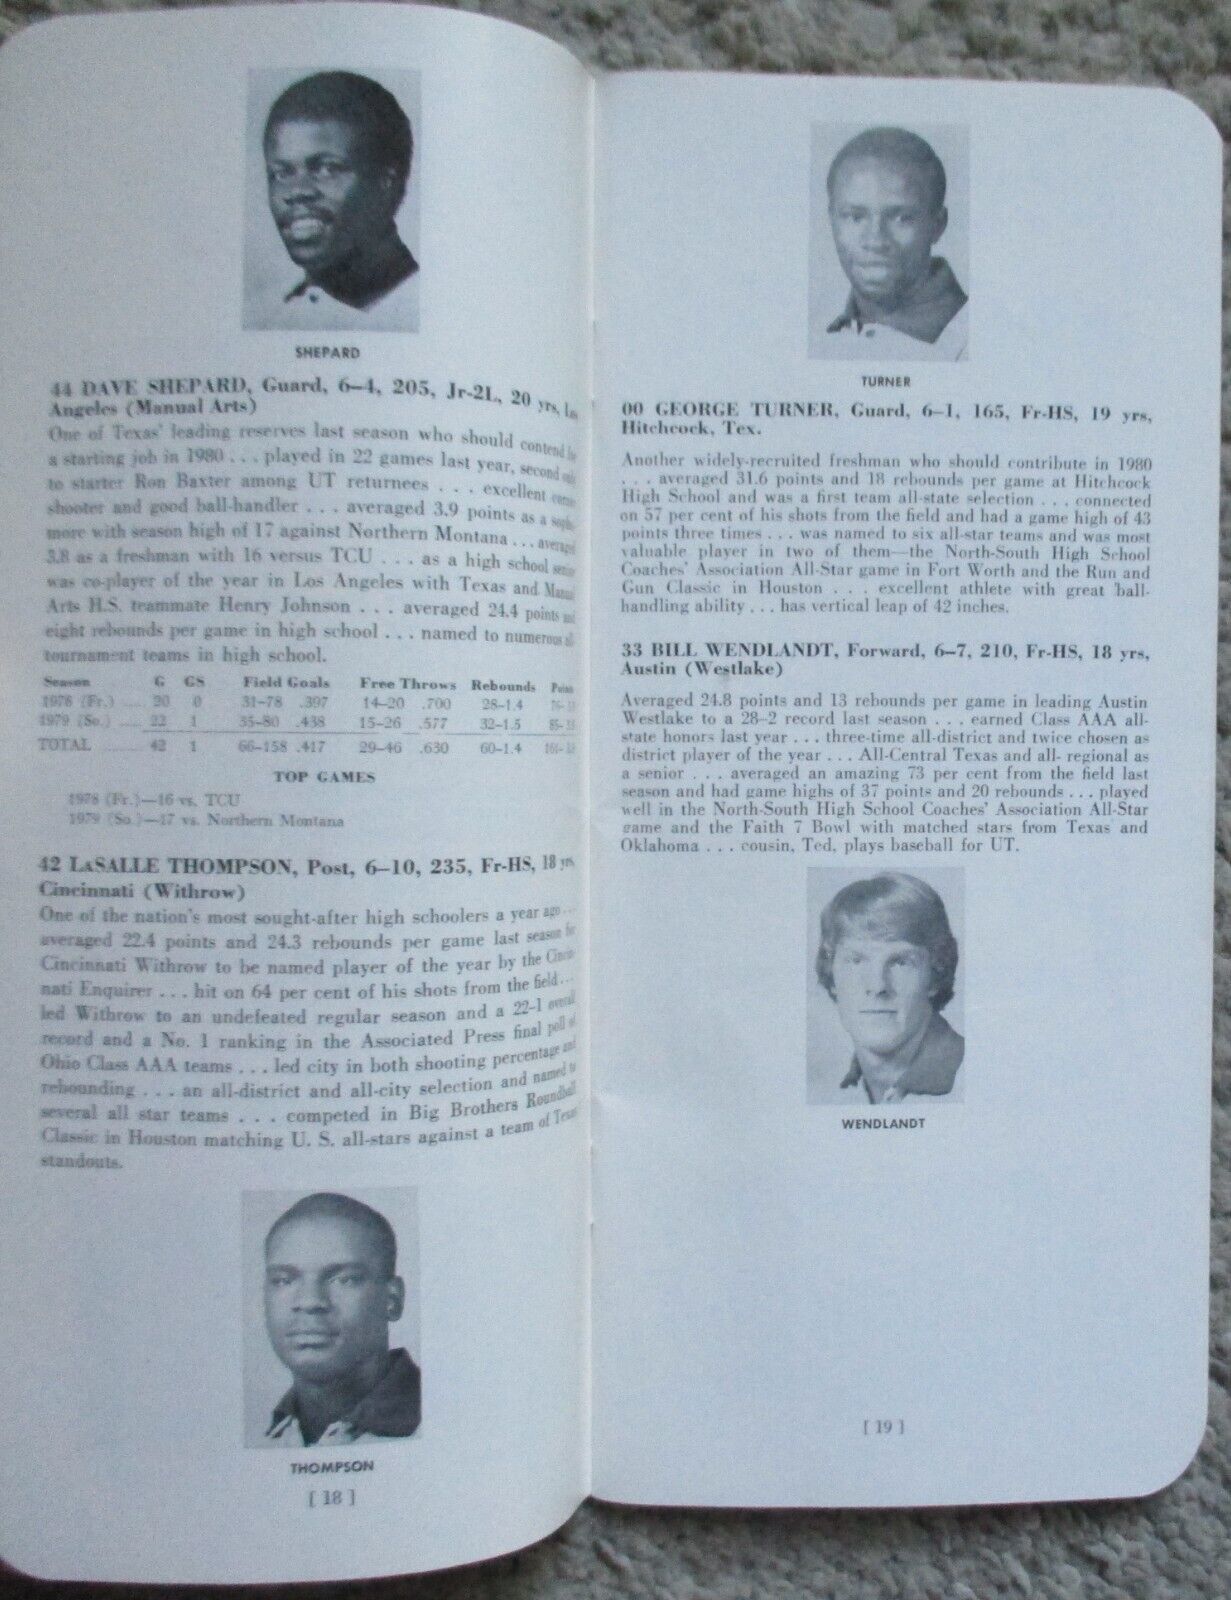 SHEPARD
44 DAVE SHEPARD, Guard, 6–4, 205, Jr-2L, 20 yrs, Los
Angeles (Manual Arts)
One of Texas' leading reserves last season who should contend for
a starting job in 1980 . . . played in 22 games last year, second only
to starter Ron Baxter among UT returnees . . . excellent corner
shooter and good ball-handler . . . averaged 3.9 points as a sopho-
more with season high of 17 against Northern Montana . . . averaged
3.8 as a freshman with 16 versus TCU . . . as a high school senior
was co-player of the year in Los Angeles with Texas and Manual
Arts H.S. teammate Henry Johnson . . . averaged 24.4 points and
eight rebounds per game in high school . . . named to numerous all-
tournament teams in high school.
Season G GS Field Goals Free Throws Rebounds Points
1978 (Fr.) ..... 20 0 31–78 .397 14–20 .700 28–1.4
1979 (So.) ..... 22 1 35–80 .438 15–26 .577 32–1.5
TOTAL ........ 42 1 66–158 .417 29–46 .630 60–1.4
TOP GAMES
1978 (Fr.)—16 vs. TCU
1979 (So.)—17 vs. Northern Montana
42 LaSALLE THOMPSON, Post, 6–10, 235, Fr-HS, 18 yrs,
Cincinnati (Withrow)
One of the nation's most sought-after high schoolers a year ago . . .
averaged 22.4 points and 24.3 rebounds per game last season for
Cincinnati Withrow to be named player of the year by the Cincin-
nati Enquirer . . . hit on 64 per cent of his shots from the field . . .
led Withrow to an undefeated regular season and a 22–1 overall
record and a No. 1 ranking in the Associated Press final poll of
Ohio Class AAA teams . . . led city in both shooting percentage and
rebounding . . . an all-district and all-city selection and named to
several all star teams . . . competed in Big Brothers Roundball
Classic in Houston matching U. S. all-stars against a team of Texas
standouts.
THOMPSON
[ 18 ]
TURNER
00 GEORGE TURNER, Guard, 6–1, 165, Fr-HS, 19 yrs,
Hitchcock, Tex.
Another widely-recruited freshman who should contribute in 1980
. . . averaged 31.6 points and 18 rebounds per game at Hitchcock
High School and was a first team all-state selection . . . connected
on 57 per cent of his shots from the field and had a game high of 43
points three times . . . was named to six all-star teams and was most
valuable player in two of them—the North-South High School
Coaches' Association All-Star game in Fort Worth and the Run and
Gun Classic in Houston . . . excellent athlete with great ball-
handling ability . . . has vertical leap of 42 inches.
33 BILL WENDLANDT, Forward, 6–7, 210, Fr-HS, 18 yrs,
Austin (Westlake)
Averaged 24.8 points and 13 rebounds per game in leading Austin
Westlake to a 28–2 record last season . . . earned Class AAA all-
state honors last year . . . three-time all-district and twice chosen as
district player of the year . . . All-Central Texas and all- regional as
a senior . . . averaged an amazing 73 per cent from the field last
season and had game highs of 37 points and 20 rebounds . . . played
well in the North-South High School Coaches' Association All-Star
game and the Faith 7 Bowl with matched stars from Texas and
Oklahoma . . . cousin, Ted, plays baseball for UT.
WENDLANDT
[ 19 ]